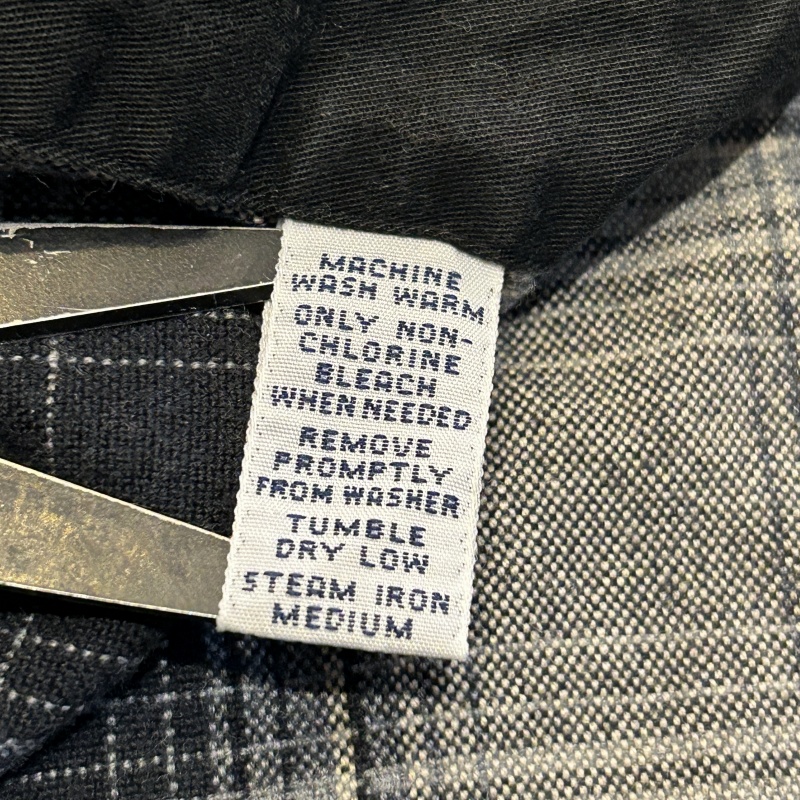 MACHINE
WASH WARM
ONLY NON-
CHLORINE
BLEACH
WHEN NEEDED
REMOVE
PROMPTLY
FROM WASHER
TUMBLE
DRY LOW
STEAM IRON
MEDIUM